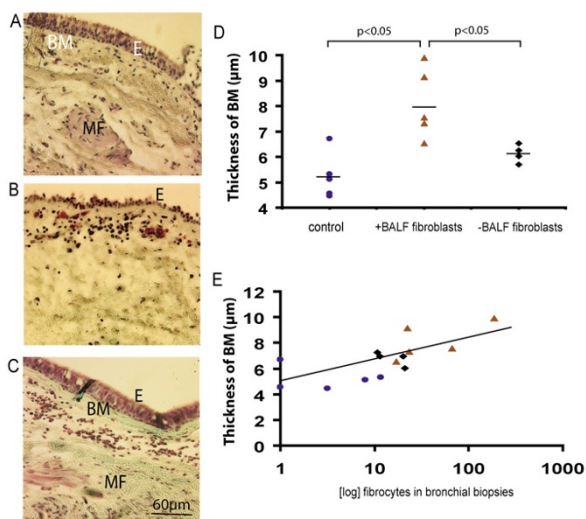 A
BM
E
MF
B
E
C
E
BM
MF
60µm
D
p<0.05
p<0.05
Thickness of BM (µm)
10
9
8
7
6
5
4
control
+BALF fibroblasts
-BALF fibroblasts
E
Thickness of BM (µm)
12
10
8
6
4
2
0
1
10
100
1000
[log] fibrocytes in bronchial biopsies